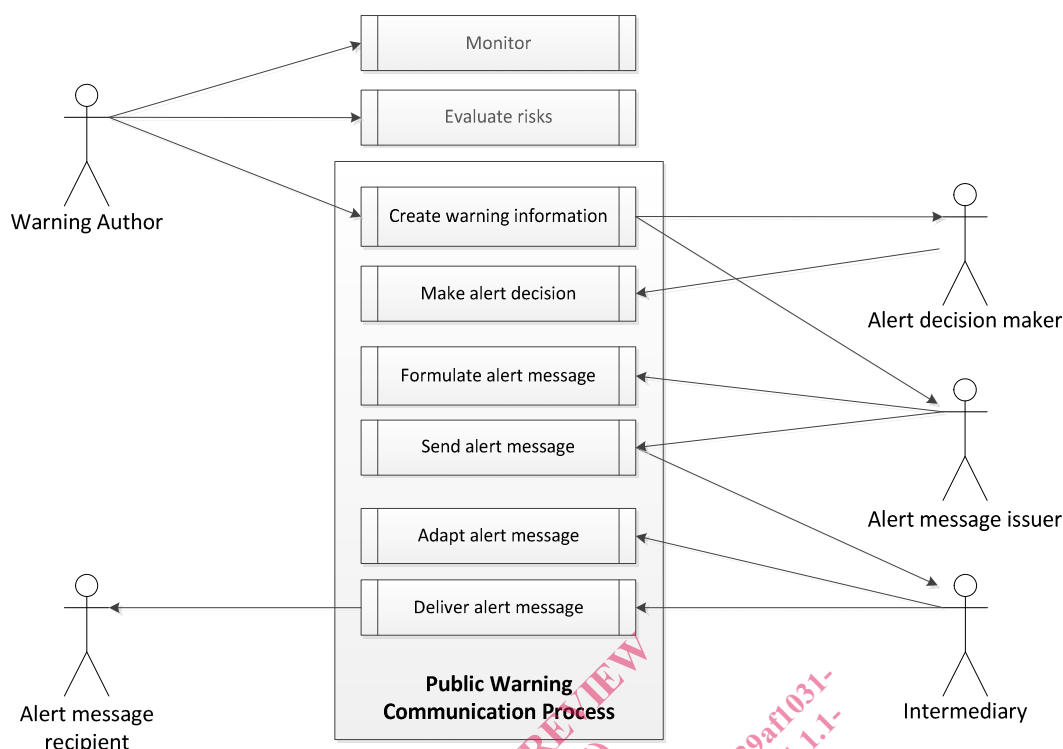 Monitor
Evaluate risks
Warning Author
Create warning information
Make alert decision
Alert decision maker
Formulate alert message
Send alert message
Alert message issuer
Adapt alert message
Deliver alert message
Public Warning
Communication Process
Alert message
recipient
Intermediary
REVIEW